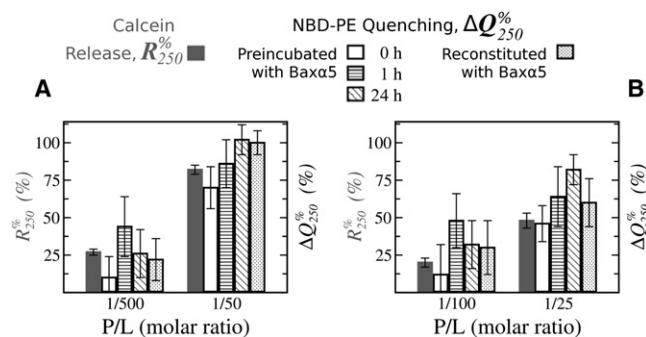 Calcein
Release, R%250
NBD-PE Quenching, ΔQ%250
Preincubated
with Baxα5
0 h
1 h
24 h
Reconstituted
with Baxα5
A
B
R%250 (%)
100
75
50
25
1/500
1/50
P/L (molar ratio)
ΔQ%250 (%)
R%250 (%)
100
75
50
25
1/100
1/25
P/L (molar ratio)
ΔQ%250 (%)